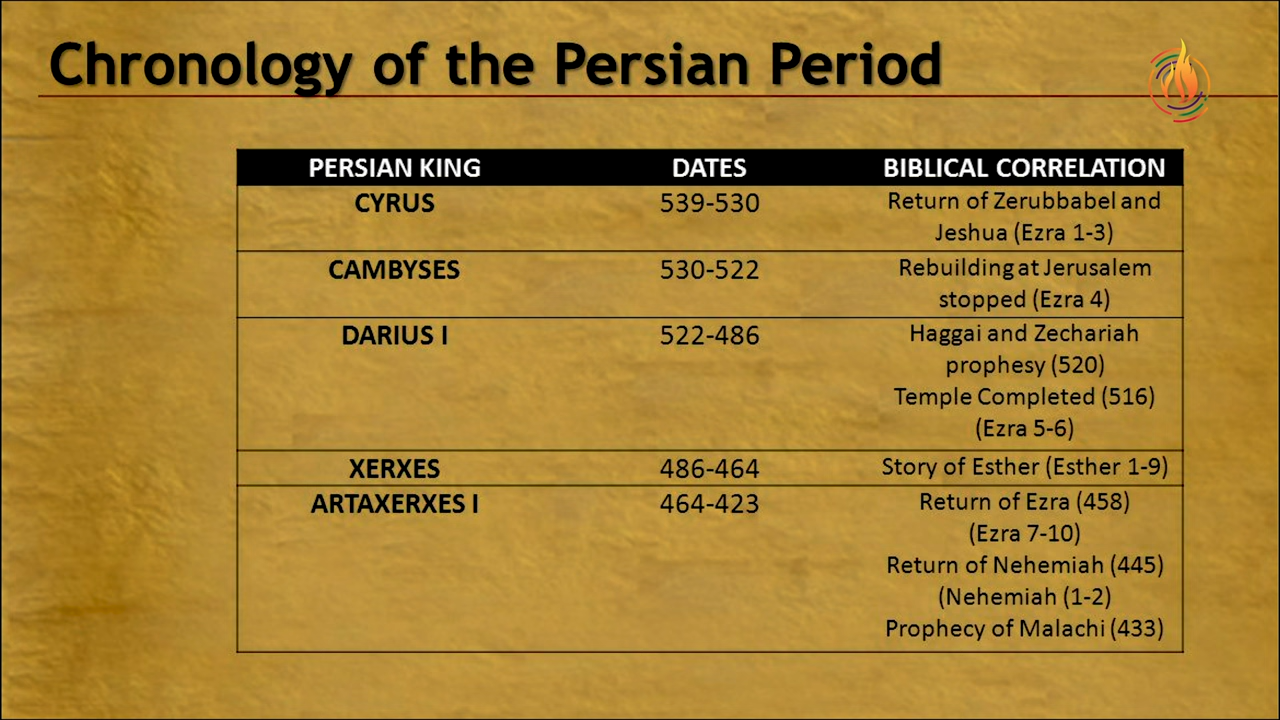 Chronology of the Persian Period
PERSIAN KING DATES BIBLICAL CORRELATION
CYRUS 539-530 Return of Zerubbabel and
Jeshua (Ezra 1-3)
CAMBYSES 530-522 Rebuilding at Jerusalem
stopped (Ezra 4)
DARIUS I 522-486 Haggai and Zechariah
prophesy (520)
Temple Completed (516)
(Ezra 5-6)
XERXES 486-464 Story of Esther (Esther 1-9)
ARTAXERXES I 464-423 Return of Ezra (458)
(Ezra 7-10)
Return of Nehemiah (445)
(Nehemiah (1-2)
Prophecy of Malachi (433)